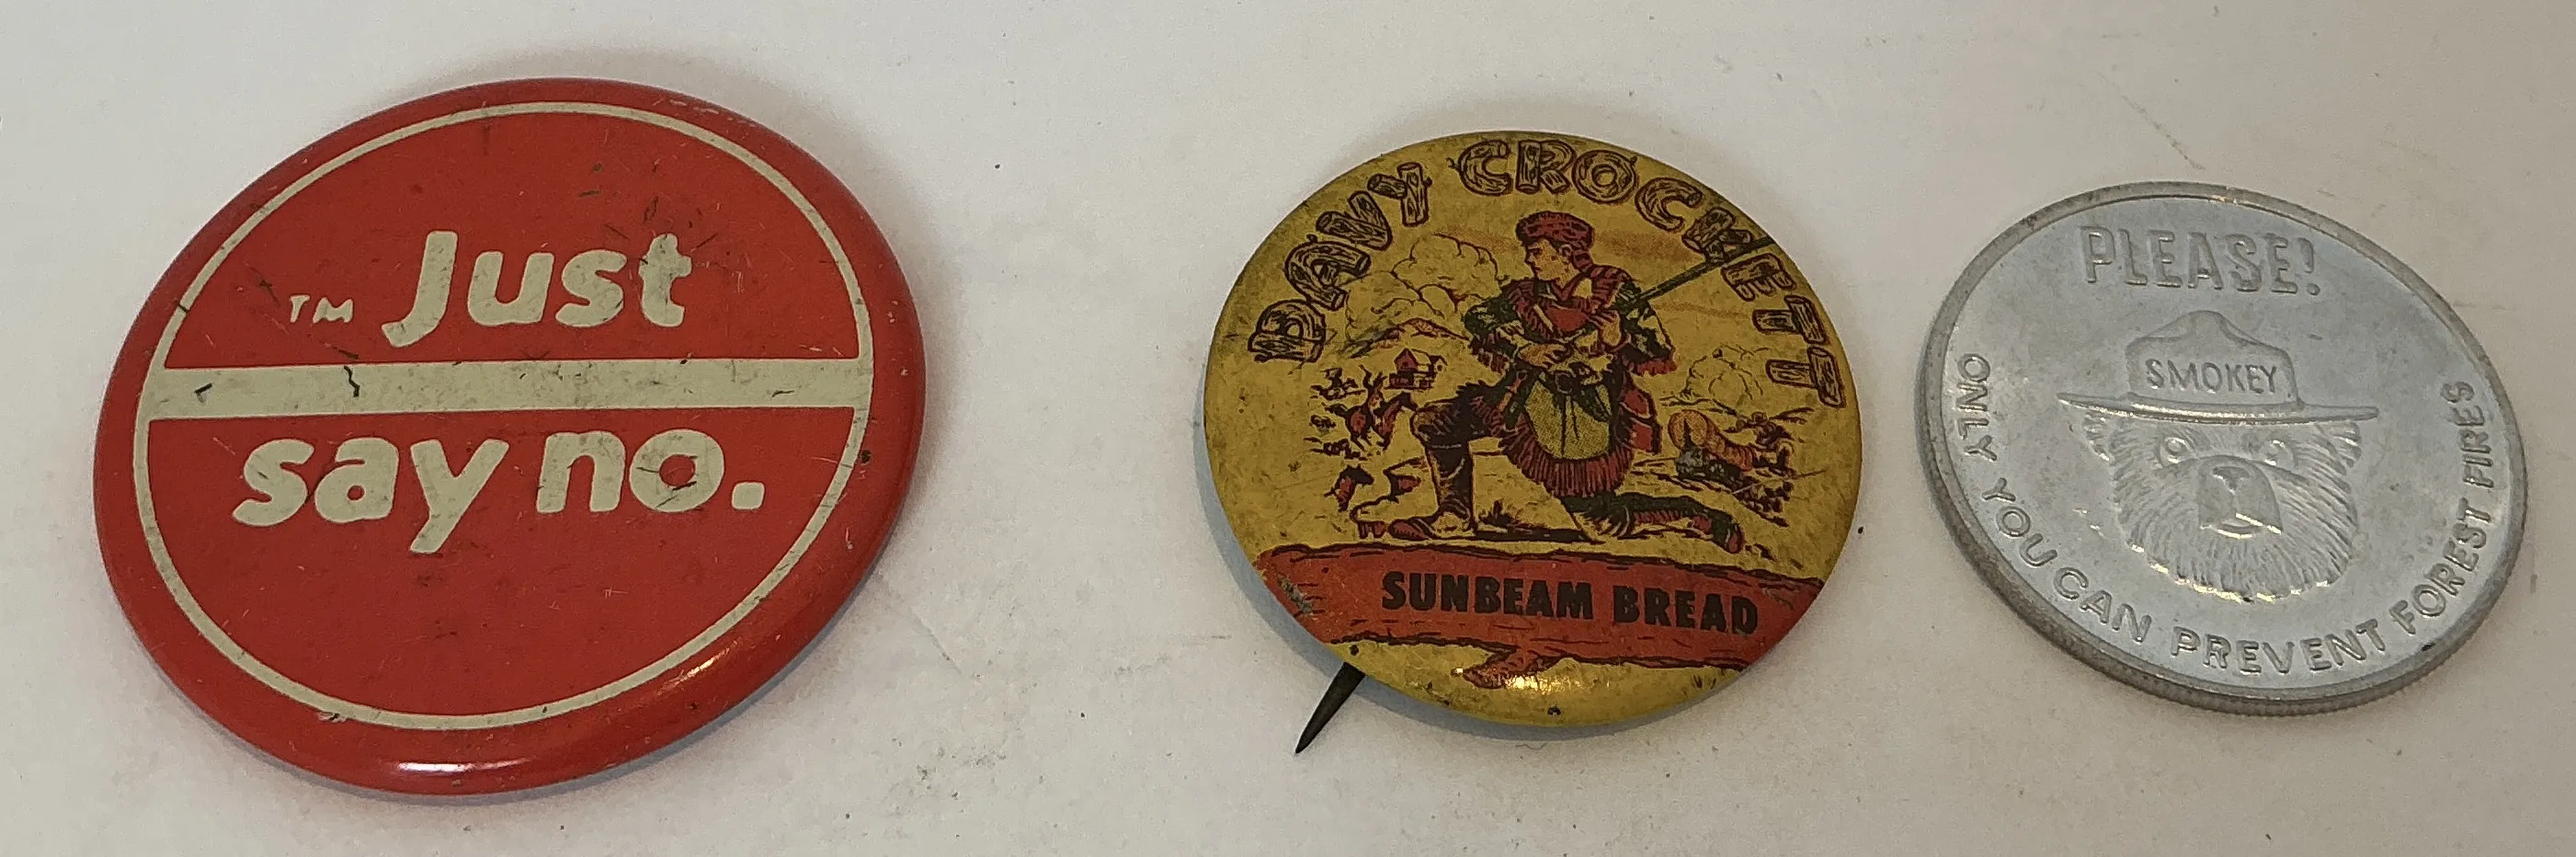 TM Just
say no.
DAVY CROCKETT
SUNBEAM BREAD
PLEASE!
SMOKEY
ONLY YOU CAN PREVENT FOREST FIRES